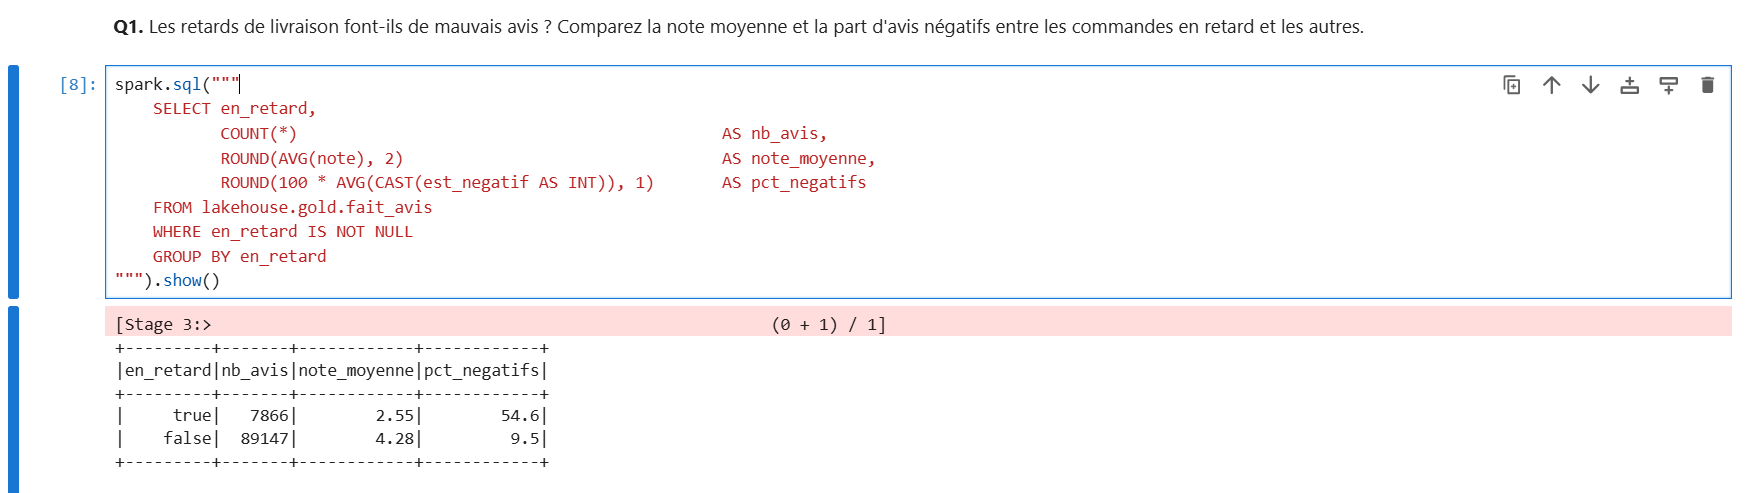 Q1. Les retards de livraison font-ils de mauvais avis ? Comparez la note moyenne et la part d'avis négatifs entre les commandes en retard et les autres.
[8]: spark.sql("""
    SELECT en_retard,
           COUNT(*)                                            AS nb_avis,
           ROUND(AVG(note), 2)                                 AS note_moyenne,
           ROUND(100 * AVG(CAST(est_negatif AS INT)), 1)       AS pct_negatifs
    FROM lakehouse.gold.fait_avis
    WHERE en_retard IS NOT NULL
    GROUP BY en_retard
""").show()
[Stage 3:>                                                          (0 + 1) / 1]
+---------+-------+------------+------------+
|en_retard|nb_avis|note_moyenne|pct_negatifs|
+---------+-------+------------+------------+
|     true|   7866|        2.55|        54.6|
|    false|  89147|        4.28|         9.5|
+---------+-------+------------+------------+